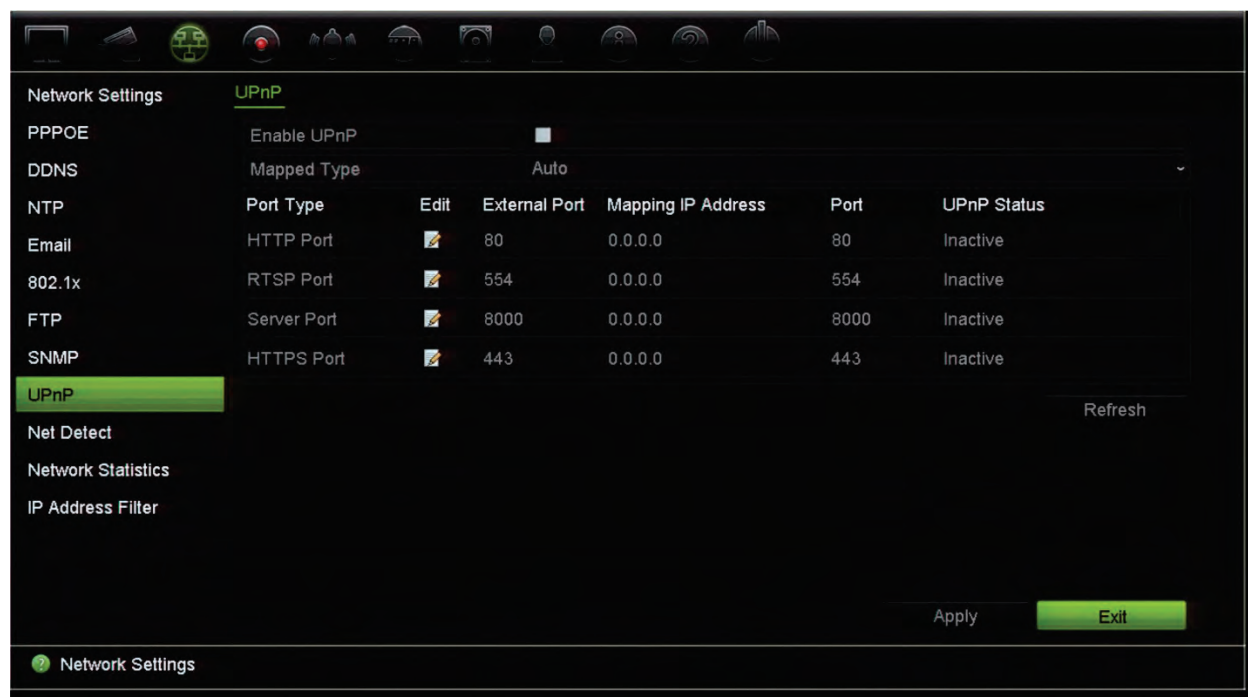 Network Settings
UPnP
PPPOE
Enable UPnP
DDNS
Mapped Type Auto
NTP
Port Type Edit External Port Mapping IP Address Port UPnP Status
Email
HTTP Port 80 0.0.0.0 80 Inactive
802.1x
RTSP Port 554 0.0.0.0 554 Inactive
FTP
Server Port 8000 0.0.0.0 8000 Inactive
SNMP
HTTPS Port 443 0.0.0.0 443 Inactive
UPnP
Refresh
Net Detect
Network Statistics
IP Address Filter
Apply Exit
Network Settings